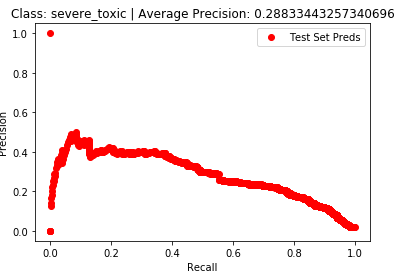 Class: severe_toxic | Average Precision: 0.28833443257340696
Test Set Preds
Precision
1.0
0.8
0.6
0.4
0.2
0.0
0.0 0.2 0.4 0.6 0.8 1.0
Recall